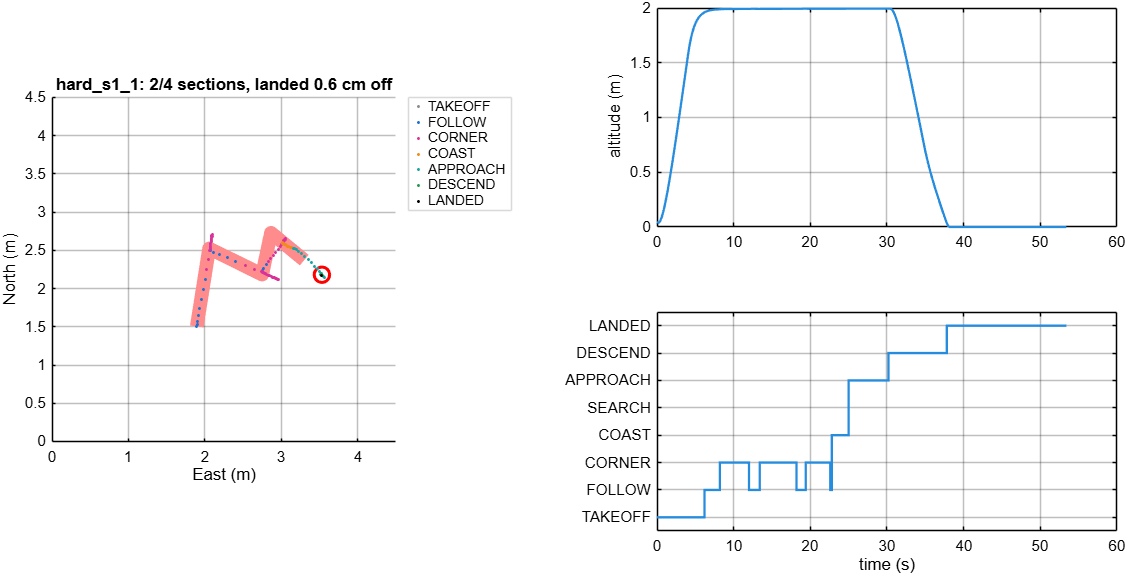 hard_s1_1: 2/4 sections, landed 0.6 cm off
4.5
4
3.5
3
2.5
2
1.5
1
0.5
0
North (m)
0 1 2 3 4
East (m)
TAKEOFF
FOLLOW
CORNER
COAST
APPROACH
DESCEND
LANDED
2
1.5
1
0.5
0
altitude (m)
0 10 20 30 40 50 60
LANDED
DESCEND
APPROACH
SEARCH
COAST
CORNER
FOLLOW
TAKEOFF
0 10 20 30 40 50 60
time (s)